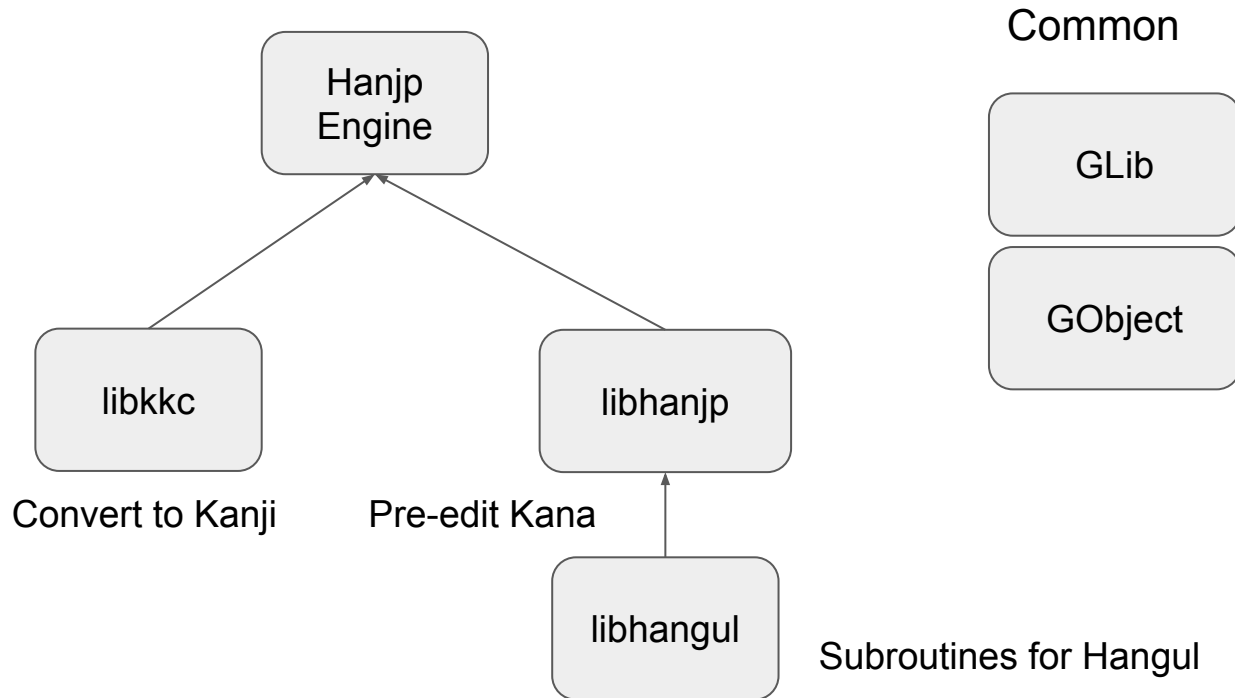 Common
Hanjp
Engine
GLib
GObject
libkkc
libhanjp
Convert to Kanji
Pre-edit Kana
libhangul
Subroutines for Hangul